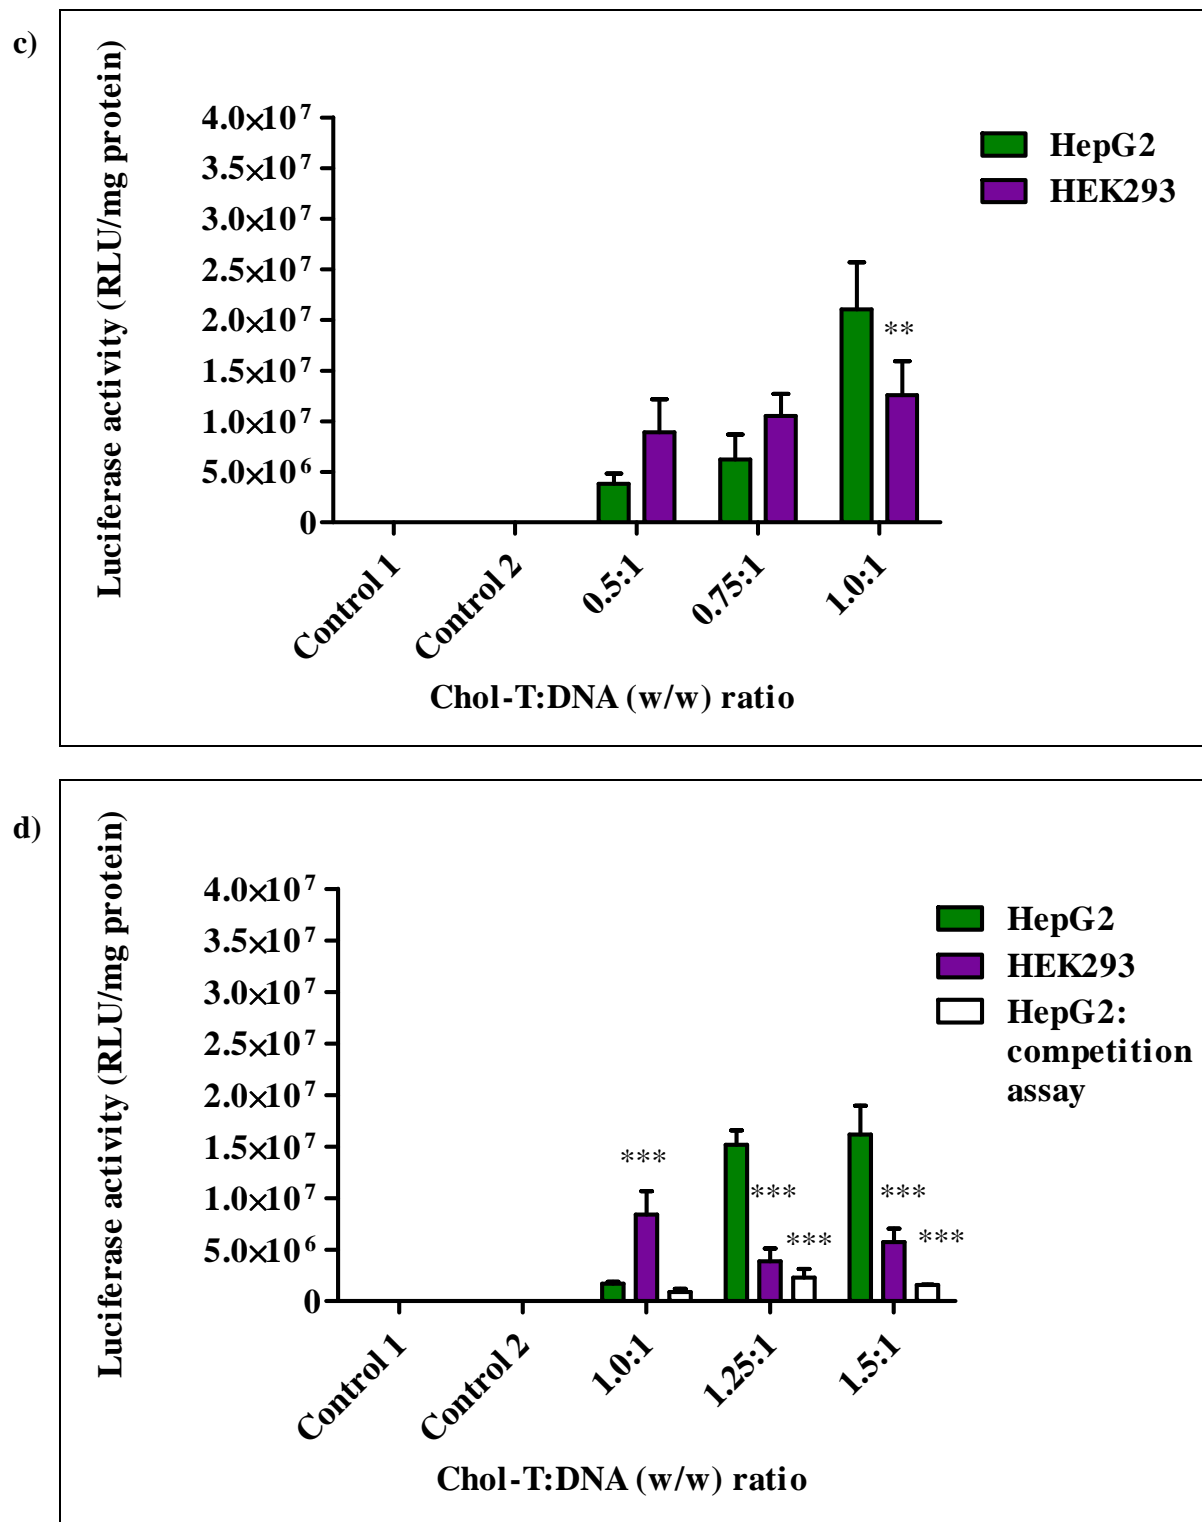 c)
Luciferase activity (RLU/mg protein)
4.0×10⁷
3.5×10⁷
3.0×10⁷
2.5×10⁷
2.0×10⁷
1.5×10⁷
1.0×10⁷
5.0×10⁶
0
HepG2
HEK293
**
Control 1
Control 2
0.5:1
0.75:1
1.0:1
Chol-T:DNA (w/w) ratio
d)
Luciferase activity (RLU/mg protein)
4.0×10⁷
3.5×10⁷
3.0×10⁷
2.5×10⁷
2.0×10⁷
1.5×10⁷
1.0×10⁷
5.0×10⁶
0
HepG2
HEK293
HepG2:
competition
assay
***
***
***
***
***
Control 1
Control 2
1.0:1
1.25:1
1.5:1
Chol-T:DNA (w/w) ratio